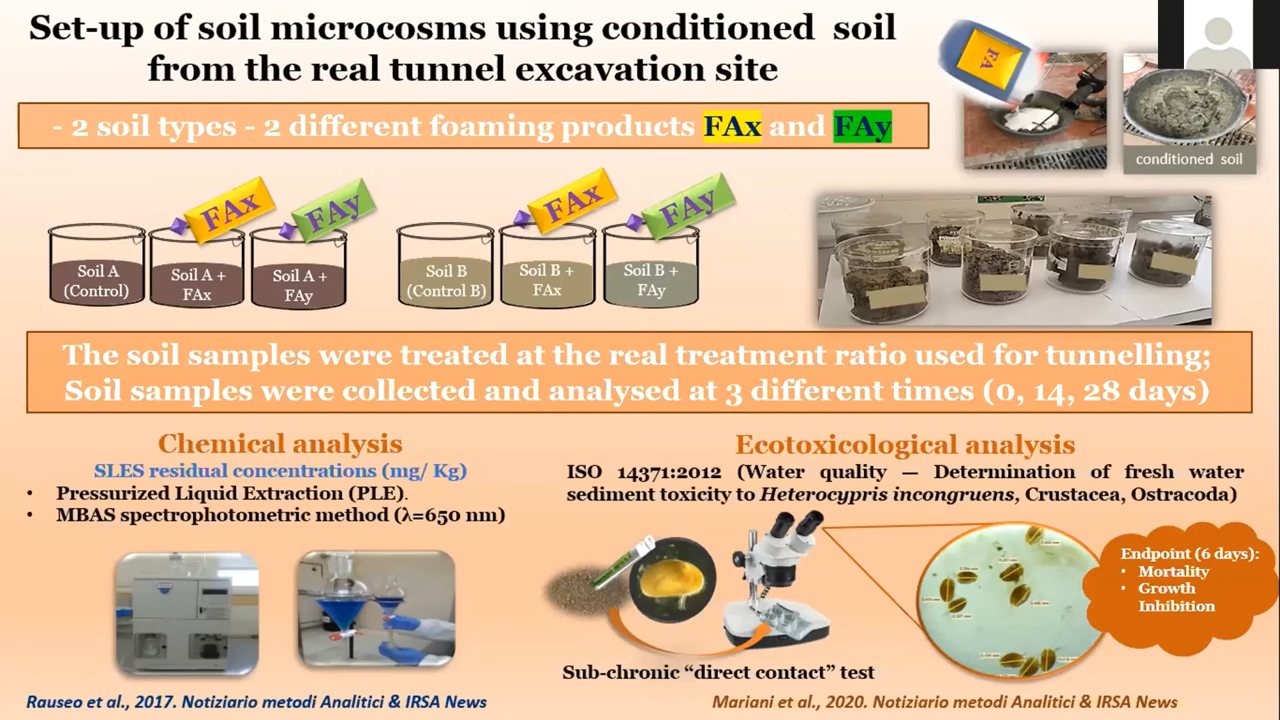 Set-up of soil microcosms using conditioned soil
from the real tunnel excavation site
- 2 soil types - 2 different foaming products FAx and FAy
FA
conditioned soil
FAx
FAy
FAx
FAy
Soil A
(Control)
Soil A +
FAx
Soil A +
FAy
Soil B
(Control B)
Soil B +
FAx
Soil B +
FAy
The soil samples were treated at the real treatment ratio used for tunnelling;
Soil samples were collected and analysed at 3 different times (0, 14, 28 days)
Chemical analysis
SLES residual concentrations (mg/ Kg)
• Pressurized Liquid Extraction (PLE).
• MBAS spectrophotometric method (λ=650 nm)
Rauseo et al., 2017. Notiziario metodi Analitici & IRSA News
Ecotoxicological analysis
ISO 14371:2012 (Water quality — Determination of fresh water
sediment toxicity to Heterocypris incongruens, Crustacea, Ostracoda)
Endpoint (6 days):
• Mortality
• Growth
Inhibition
Sub-chronic “direct contact” test
Mariani et al., 2020. Notiziario metodi Analitici & IRSA News